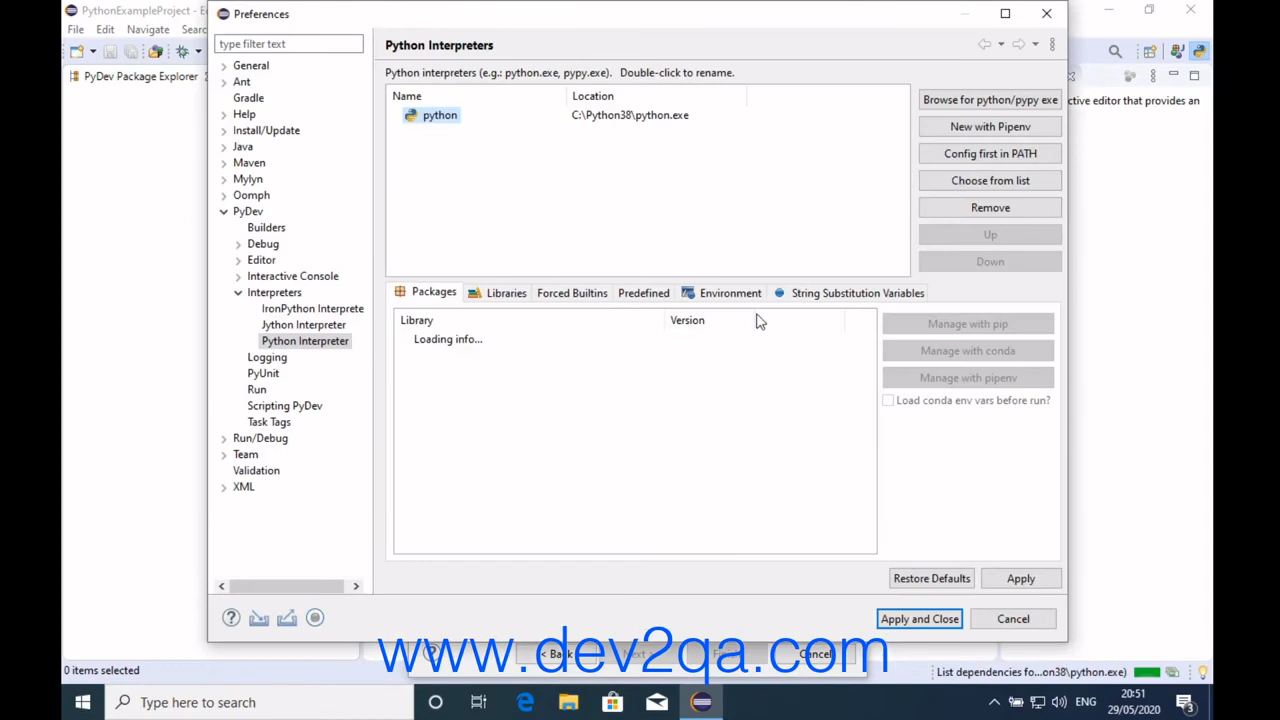 PythonExampleProject -
Preferences
File Edit Navigate Searc
type filter text
Python Interpreters
General
Ant
Gradle
Help
Install/Update
Java
Maven
Mylyn
Oomph
PyDev
Builders
Debug
Editor
Interactive Console
Interpreters
IronPython Interprete
Jython Interpreter
Python Interpreter
Logging
PyUnit
Run
Scripting PyDev
Task Tags
Run/Debug
Team
Validation
XML
PyDev Package Explorer
Python interpreters (e.g.: python.exe, pypy.exe). Double-click to rename.
Name Location
python C:\Python38\python.exe
Browse for python/pypy exe
New with Pipenv
Config first in PATH
Choose from list
Remove
Up
Down
ctive editor that provides an
Packages Libraries Forced Builtins Predefined Environment String Substitution Variables
Library Version
Loading info...
Manage with pip
Manage with conda
Manage with pipenv
Load conda env vars before run?
Restore Defaults Apply
Apply and Close Cancel
< Back Next > Cancel
www.dev2qa.com
0 items selected
List dependencies fo...on38\python.exe)
Type here to search
ENG
20:51
29/05/2020
3